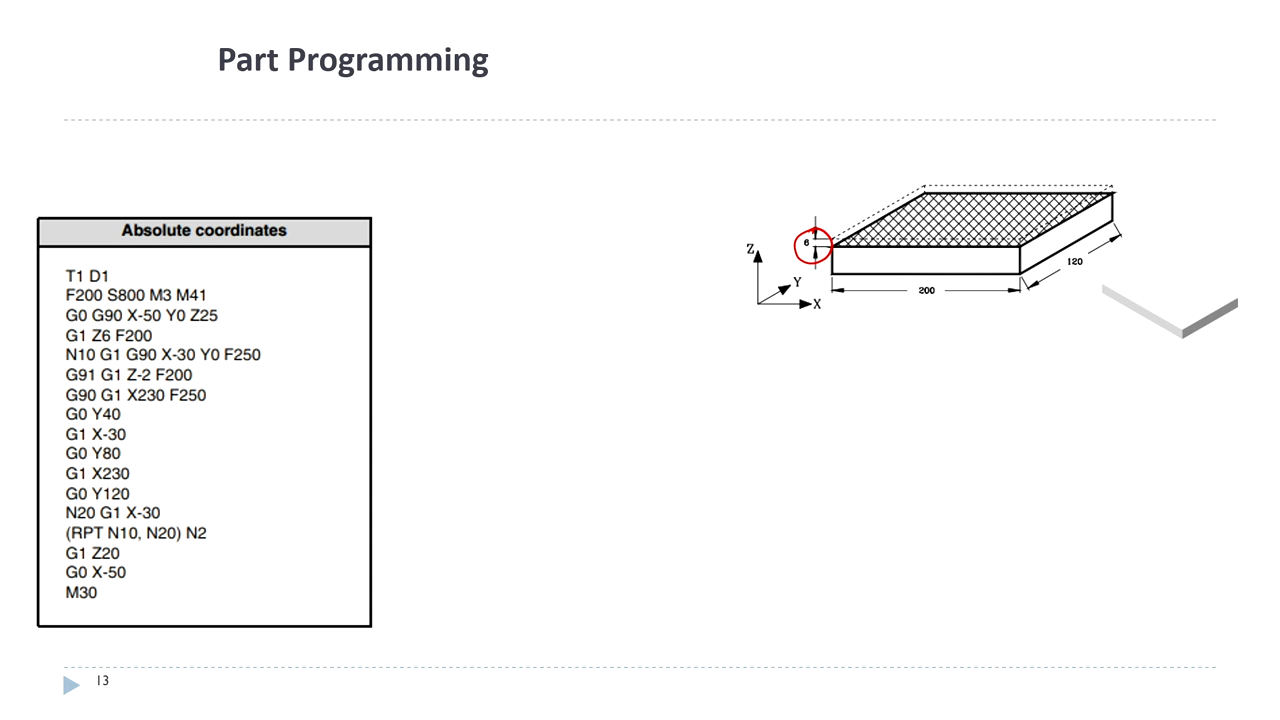 Part Programming
Absolute coordinates
T1 D1
F200 S800 M3 M41
G0 G90 X-50 Y0 Z25
G1 Z6 F200
N10 G1 G90 X-30 Y0 F250
G91 G1 Z-2 F200
G90 G1 X230 F250
G0 Y40
G1 X-30
G0 Y80
G1 X230
G0 Y120
N20 G1 X-30
(RPT N10, N20) N2
G1 Z20
G0 X-50
M30
6
Z
Y
X
200
120
13